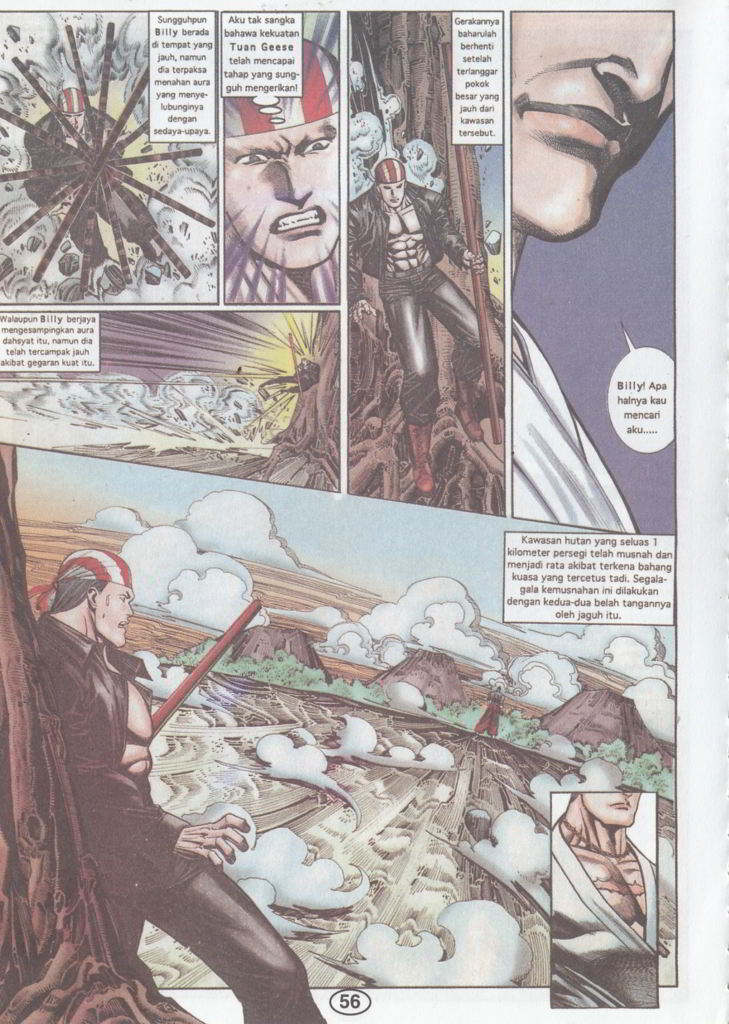 Sungguhpun
Billy berada
di tempat yang
jauh, namun
dia terpaksa
menahan aura
yang menye-
lubunginya
dengan
sedaya-upaya.
Aku tak sangka
bahawa kekuatan
Tuan Geese
telah mencapai
tahap yang sung-
guh mengerikan!
Gerakannya
baharulah
berhenti
setelah
terlanggar
pokok
besar yang
jauh dari
kawasan
tersebut.
Walaupun Billy berjaya
mengesampingkan aura
dahsyat itu, namun dia
telah tercampak jauh
akibat gegaran kuat itu.
Billy! Apa
halnya kau
mencari
aku.....
Kawasan hutan yang seluas 1
kilometer persegi telah musnah dan
menjadi rata akibat terkena bahang
kuasa yang tercetus tadi. Segala-
gala kemusnahan ini dilakukan
dengan kedua-dua belah tangannya
oleh jaguh itu.
56